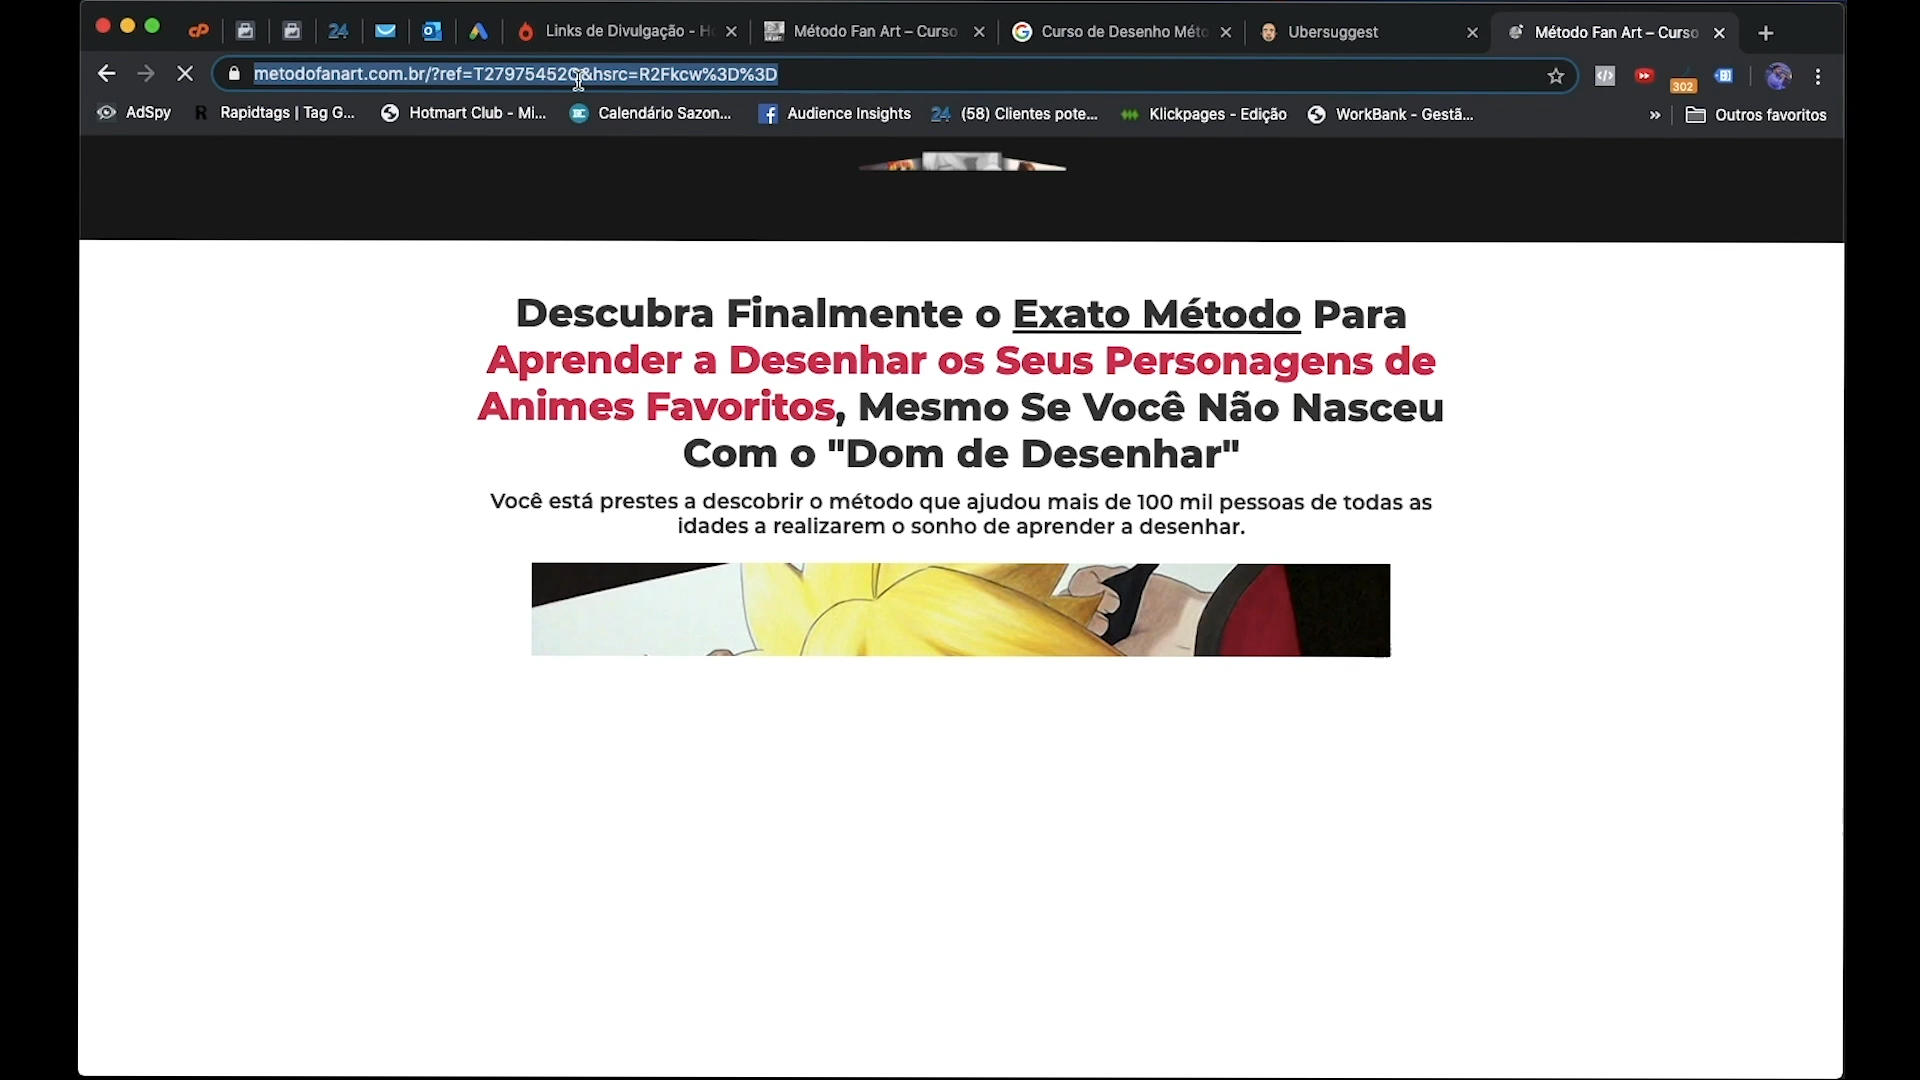 Links de Divulgação - H
Método Fan Art – Curso
Curso de Desenho Méto
Ubersuggest
Método Fan Art – Curso
metodofanart.com.br/?ref=T27975452C&hsrc=R2Fkcw%3D%3D
302
AdSpy
Rapidtags | Tag G...
Hotmart Club - Mi...
Calendário Sazon...
Audience Insights
24 (58) Clientes pote...
Klickpages - Edição
WorkBank - Gestã...
Outros favoritos
Descubra Finalmente o Exato Método Para
Aprender a Desenhar os Seus Personagens de
Animes Favoritos, Mesmo Se Você Não Nasceu
Com o "Dom de Desenhar"
Você está prestes a descobrir o método que ajudou mais de 100 mil pessoas de todas as
idades a realizarem o sonho de aprender a desenhar.